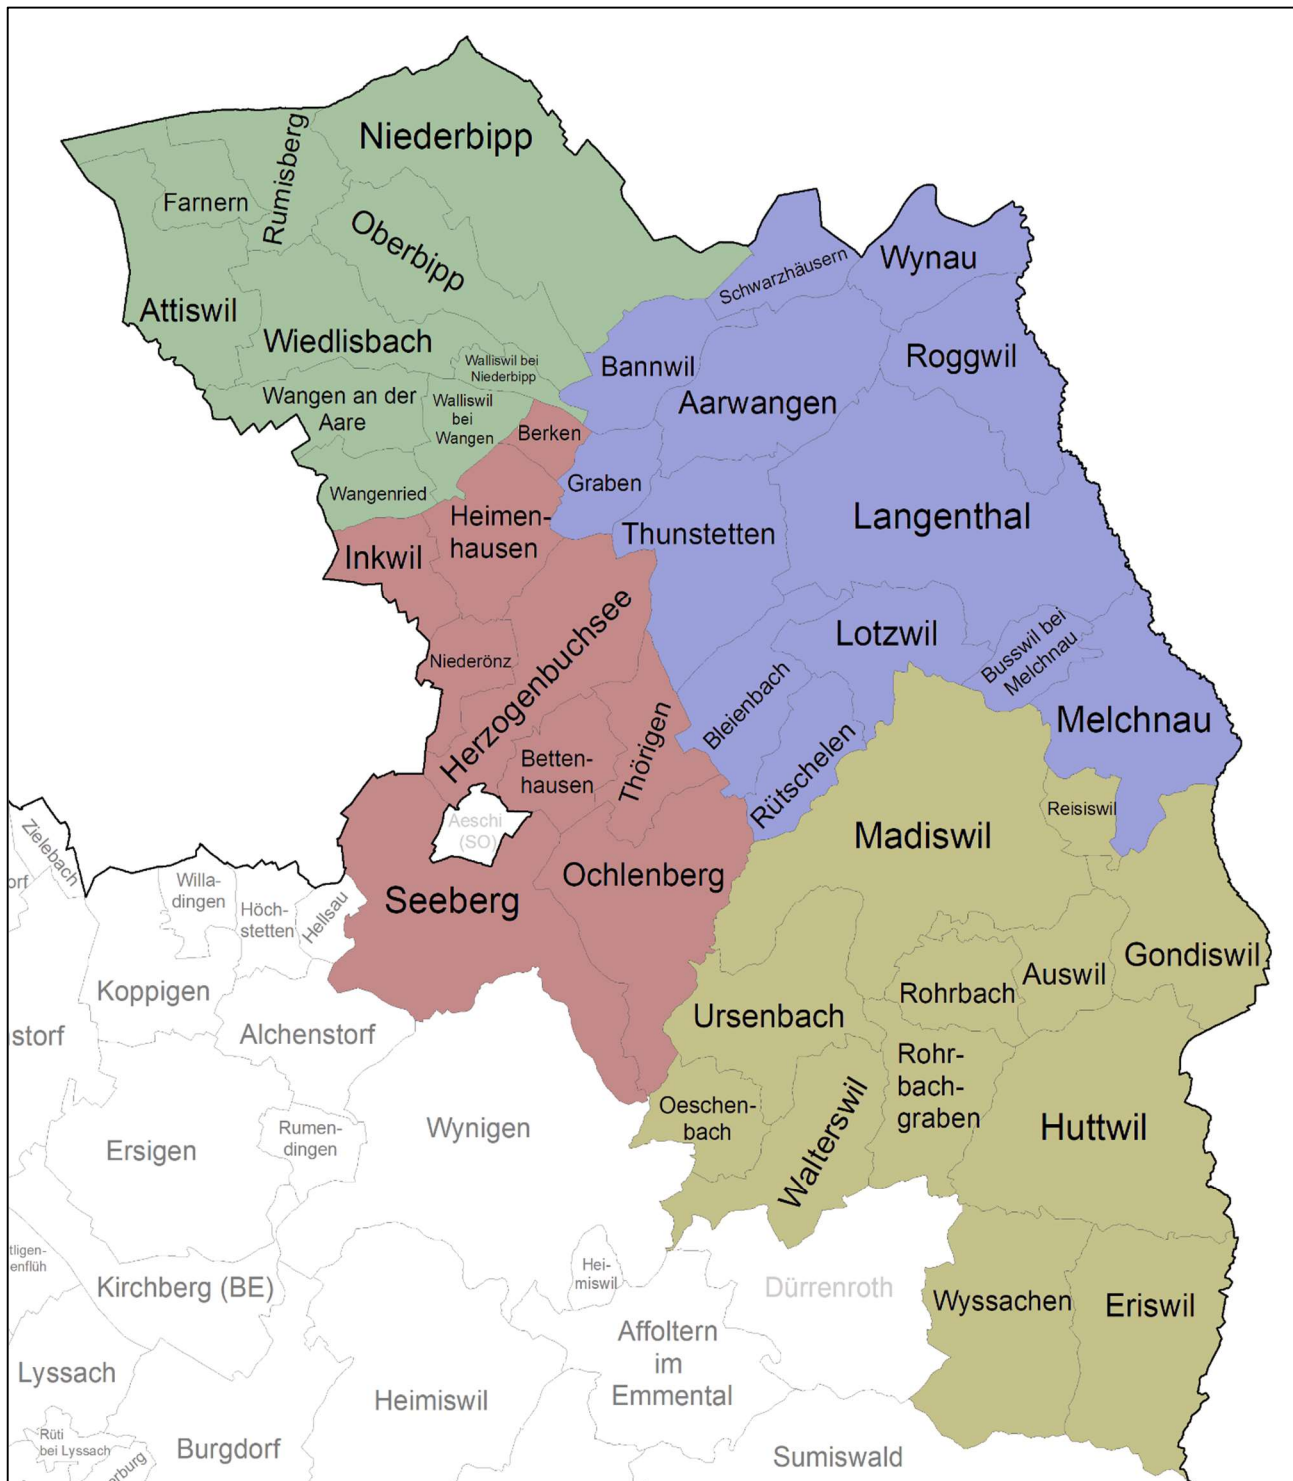 Niederbipp
Rumisberg
Farnern
Oberbipp
Attiswil
Wiedlisbach
Walliswil bei
Niederbipp
Wangen an der
Aare
Walliswil
bei
Wangen
Wangenried
Schwarzhäusern
Wynau
Bannwil
Roggwil
Aarwangen
Berken
Graben
Langenthal
Thunstetten
Heimen-
hausen
Inkwil
Herzogenbuchsee
Niederönz
Lotzwil
Busswil bei
Melchnau
Bleienbach
Melchnau
Rütschelen
Thörigen
Betten-
hausen
Aeschi
(SO)
Reisiswil
Madiswil
Ochlenberg
Seeberg
Zielebach
orf
Willa-
dingen
Höch-
stetten
Hellsau
Koppigen
Alchenstorf
storf
Gondiswil
Auswil
Rohrbach
Ursenbach
Rohr-
bach-
graben
Oeschen-
bach
Walterswil
Huttwil
Ersigen
Rumen-
dingen
Wynigen
tligen-
enflüh
Kirchberg (BE)
Hei-
miswil
Dürrenroth
Wyssachen
Eriswil
Affoltern
im
Emmental
Lyssach
Heimiswil
Rüti
bei Lyssach
orburg
Burgdorf
Sumiswald